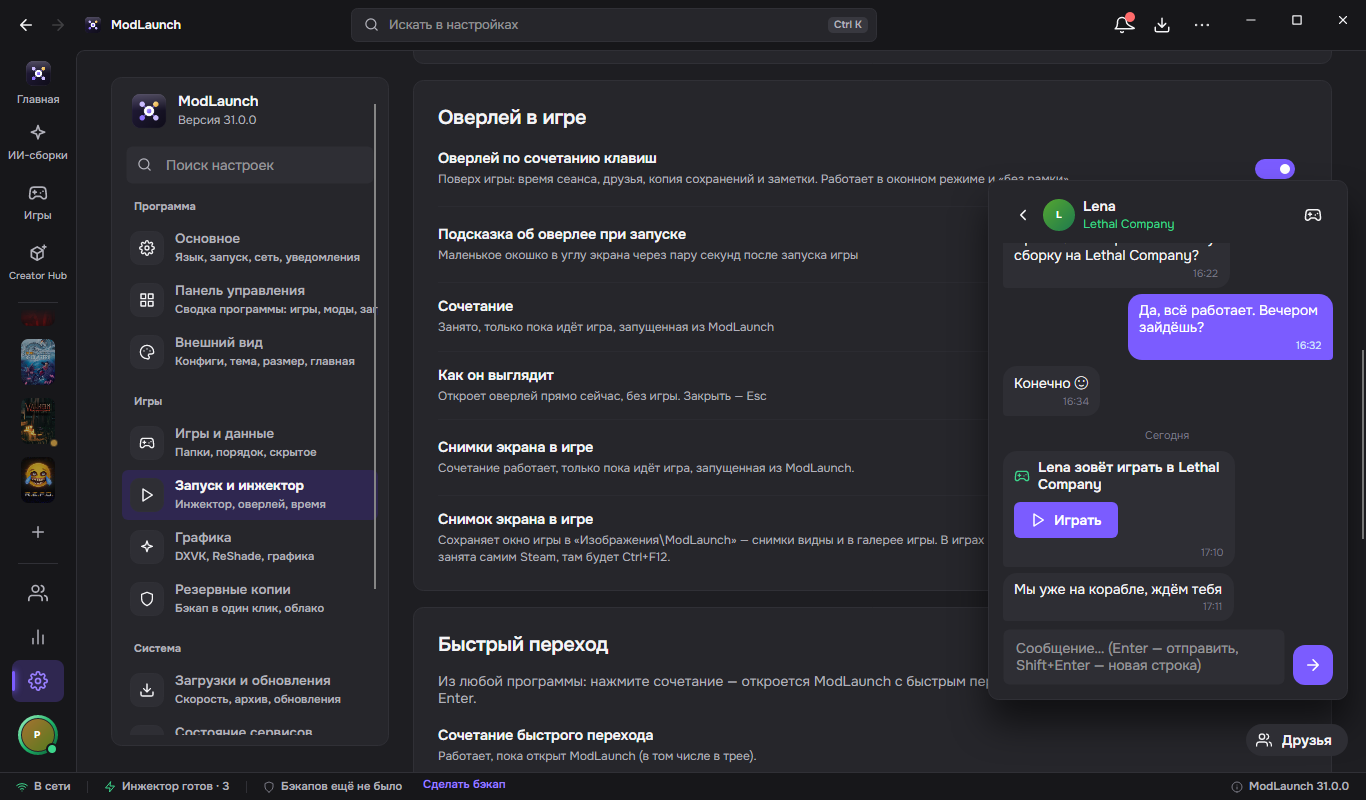 ModLaunch
Искать в настройках
Ctrl K
Главная
ИИ-сборки
Игры
Creator Hub
ModLaunch
Версия 31.0.0
Поиск настроек
Программа
Основное
Язык, запуск, сеть, уведомления
Панель управления
Сводка программы: игры, моды, заг
Внешний вид
Конфиги, тема, размер, главная
Игры
Игры и данные
Папки, порядок, скрытое
Запуск и инжектор
Инжектор, оверлей, время
Графика
DXVK, ReShade, графика
Резервные копии
Бэкап в один клик, облако
Система
Загрузки и обновления
Скорость, архив, обновления
Состояние сервисов
P
Оверлей в игре
Оверлей по сочетанию клавиш
Поверх игры: время сеанса, друзья, копия сохранений и заметки. Работает в оконном режиме и «без рамки».
Подсказка об оверлее при запуске
Маленькое окошко в углу экрана через пару секунд после запуска игры
Сочетание
Занято, только пока идёт игра, запущенная из ModLaunch
Как он выглядит
Откроет оверлей прямо сейчас, без игры. Закрыть — Esc
Снимки экрана в игре
Сочетание работает, только пока идёт игра, запущенная из ModLaunch.
Снимок экрана в игре
Сохраняет окно игры в «Изображения\ModLaunch» — снимки видны и в галерее игры. В играх
занята самим Steam, там будет Ctrl+F12.
Быстрый переход
Из любой программы: нажмите сочетание — откроется ModLaunch с быстрым пер
Enter.
Сочетание быстрого перехода
Работает, пока открыт ModLaunch (в том числе в трее).
L
Lena
Lethal Company
сборку на Lethal Company?
16:22
Да, всё работает. Вечером
зайдёшь?
16:32
Конечно 🙂
16:34
Сегодня
Lena зовёт играть в Lethal
Company
Играть
17:10
Мы уже на корабле, ждём тебя
17:11
Сообщение... (Enter — отправить,
Shift+Enter — новая строка)
Друзья
В сети
Инжектор готов · 3
Бэкапов ещё не было
Сделать бэкап
ModLaunch 31.0.0